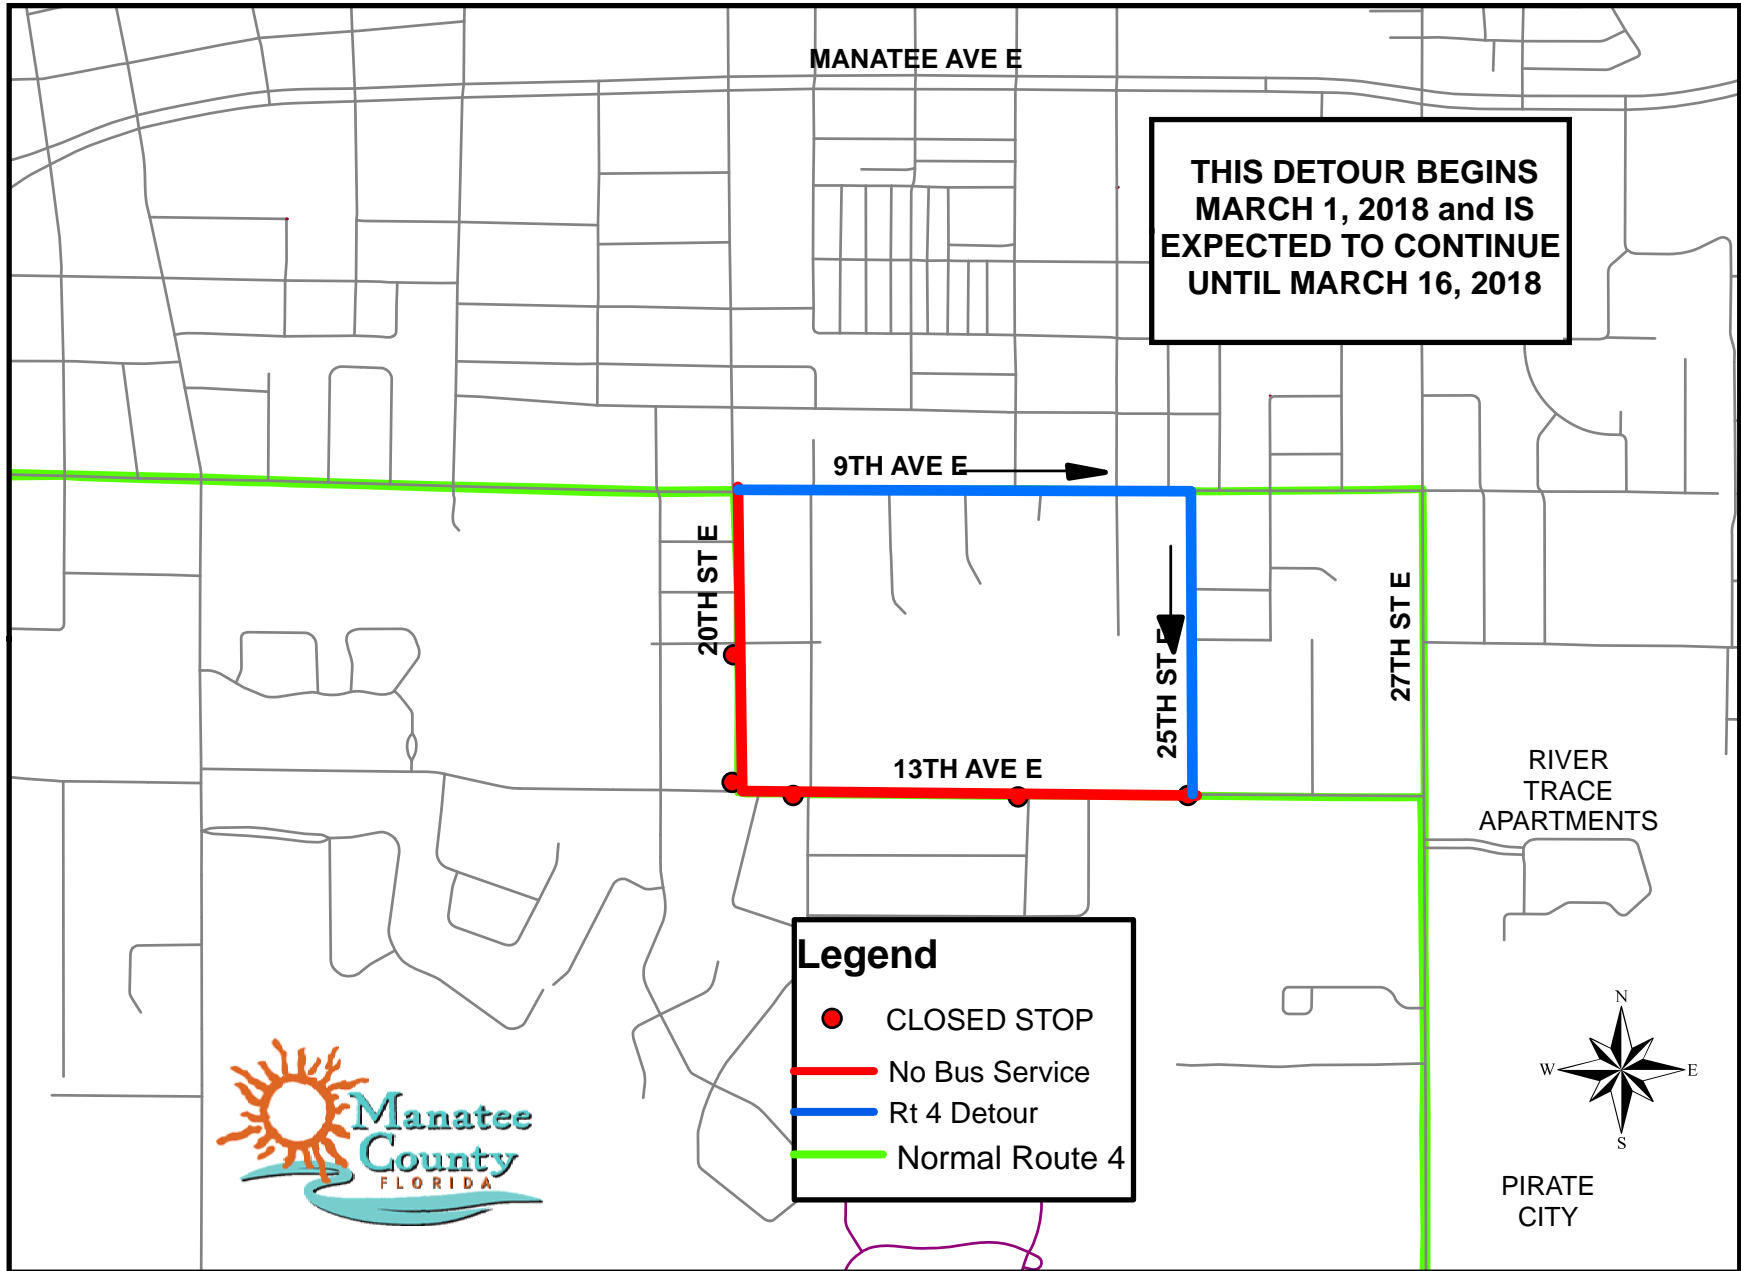 MANATEE AVE E
THIS DETOUR BEGINS
MARCH 1, 2018 and IS
EXPECTED TO CONTINUE
UNTIL MARCH 16, 2018
9TH AVE E
20TH ST E
25TH ST E
27TH ST E
13TH AVE E
RIVER
TRACE
APARTMENTS
Legend
CLOSED STOP
No Bus Service
Rt 4 Detour
Normal Route 4
Manatee
County
FLORIDA
N
W
E
S
PIRATE
CITY